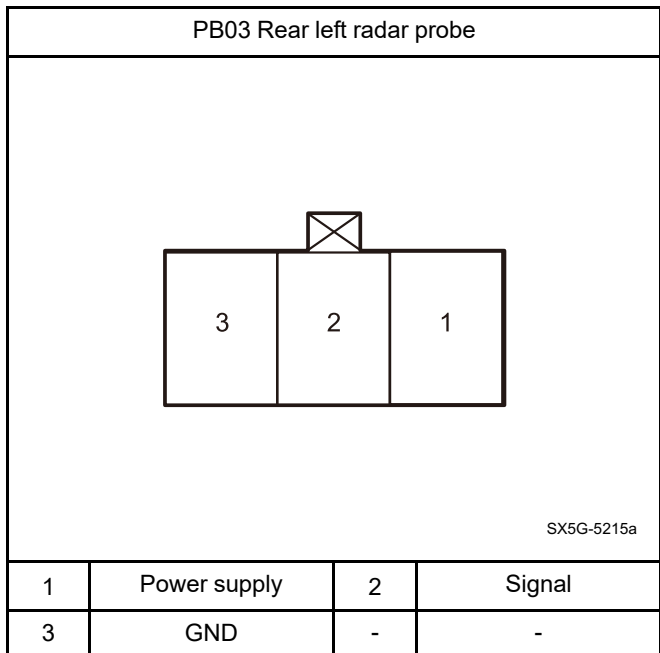 PB03 Rear left radar probe
3 2 1
SX5G-5215a
1 Power supply 2 Signal
3 GND - -